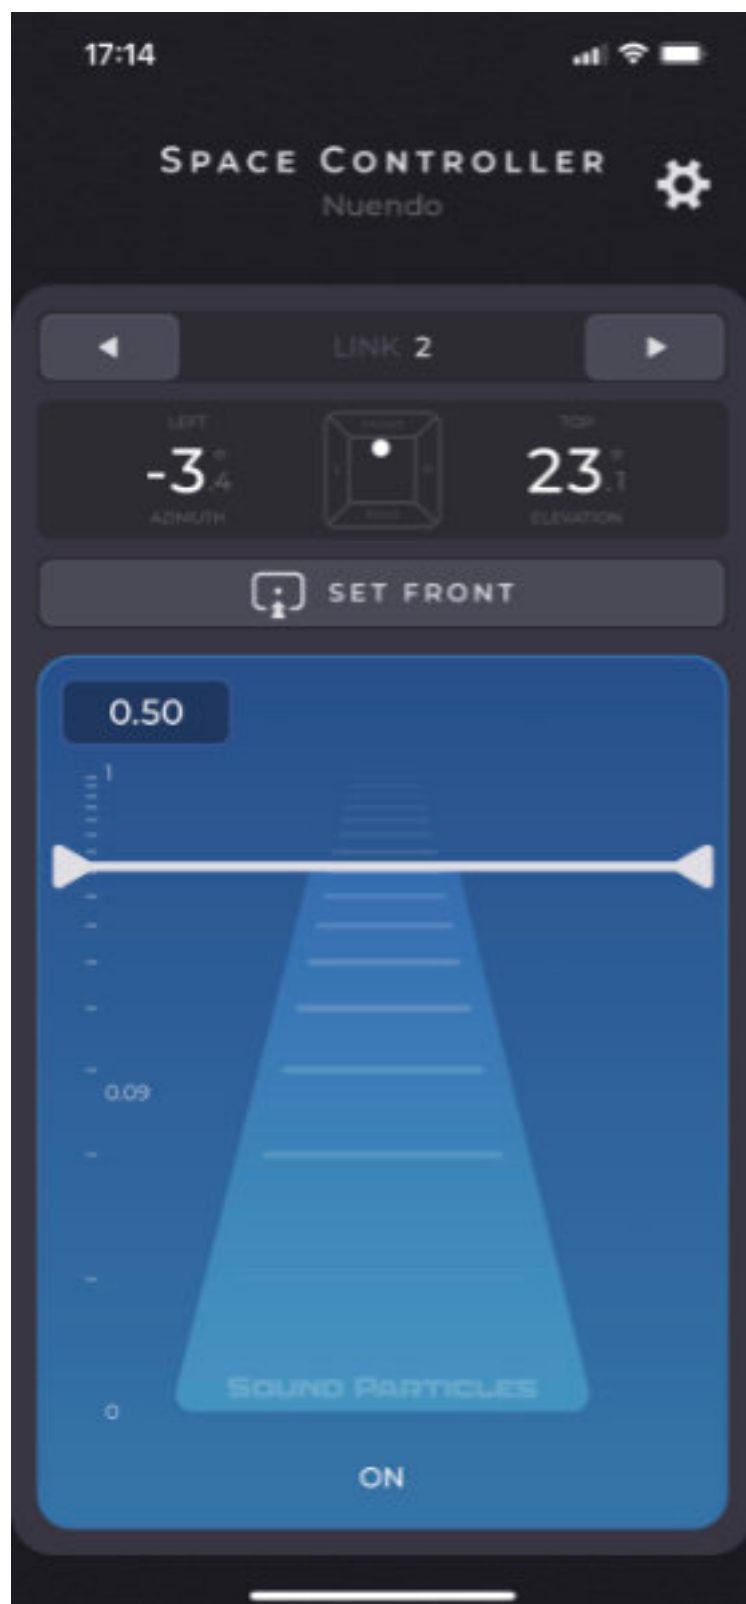 17:14
SPACE CONTROLLER
Nuendo
LINK 2
LEFT
-3°.4
AZIMUTH
FRONT
TOP
23°.1
ELEVATION
SET FRONT
0.50
1
0.09
0
SOUND PARTICLES
ON